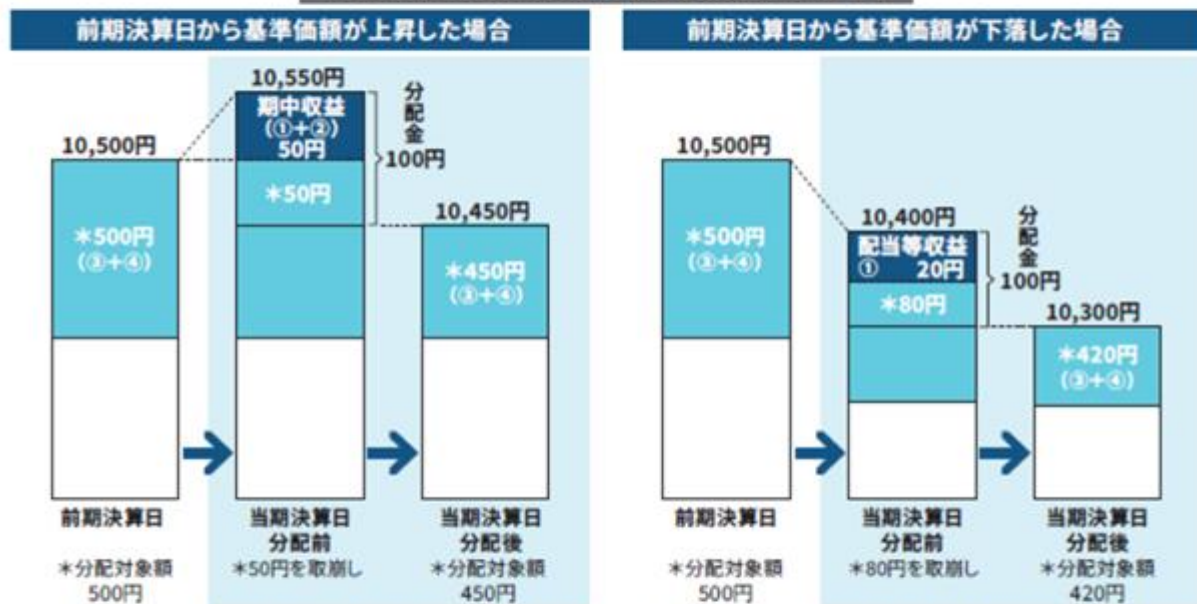 前期決算日から基準価額が上昇した場合
10,550円
期中収益
(①+②)
50円
分配金
100円
10,500円
*50円
10,450円
*500円
(③+④)
*450円
(③+④)
前期決算日
当期決算日
分配前
当期決算日
分配後
*分配対象額
500円
*50円を取崩し
*分配対象額
450円
前期決算日から基準価額が下落した場合
10,500円
10,400円
配当等収益
① 20円
分配金
100円
*500円
(③+④)
*80円
10,300円
*420円
(③+④)
前期決算日
当期決算日
分配前
当期決算日
分配後
*分配対象額
500円
*80円を取崩し
*分配対象額
420円